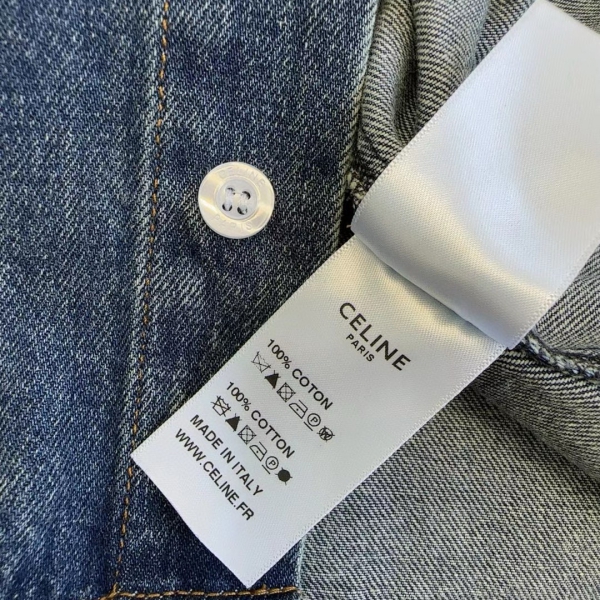 CELINE
PARIS
100% COTON
100% COTTON
MADE IN ITALY
WWW.CELINE.FR